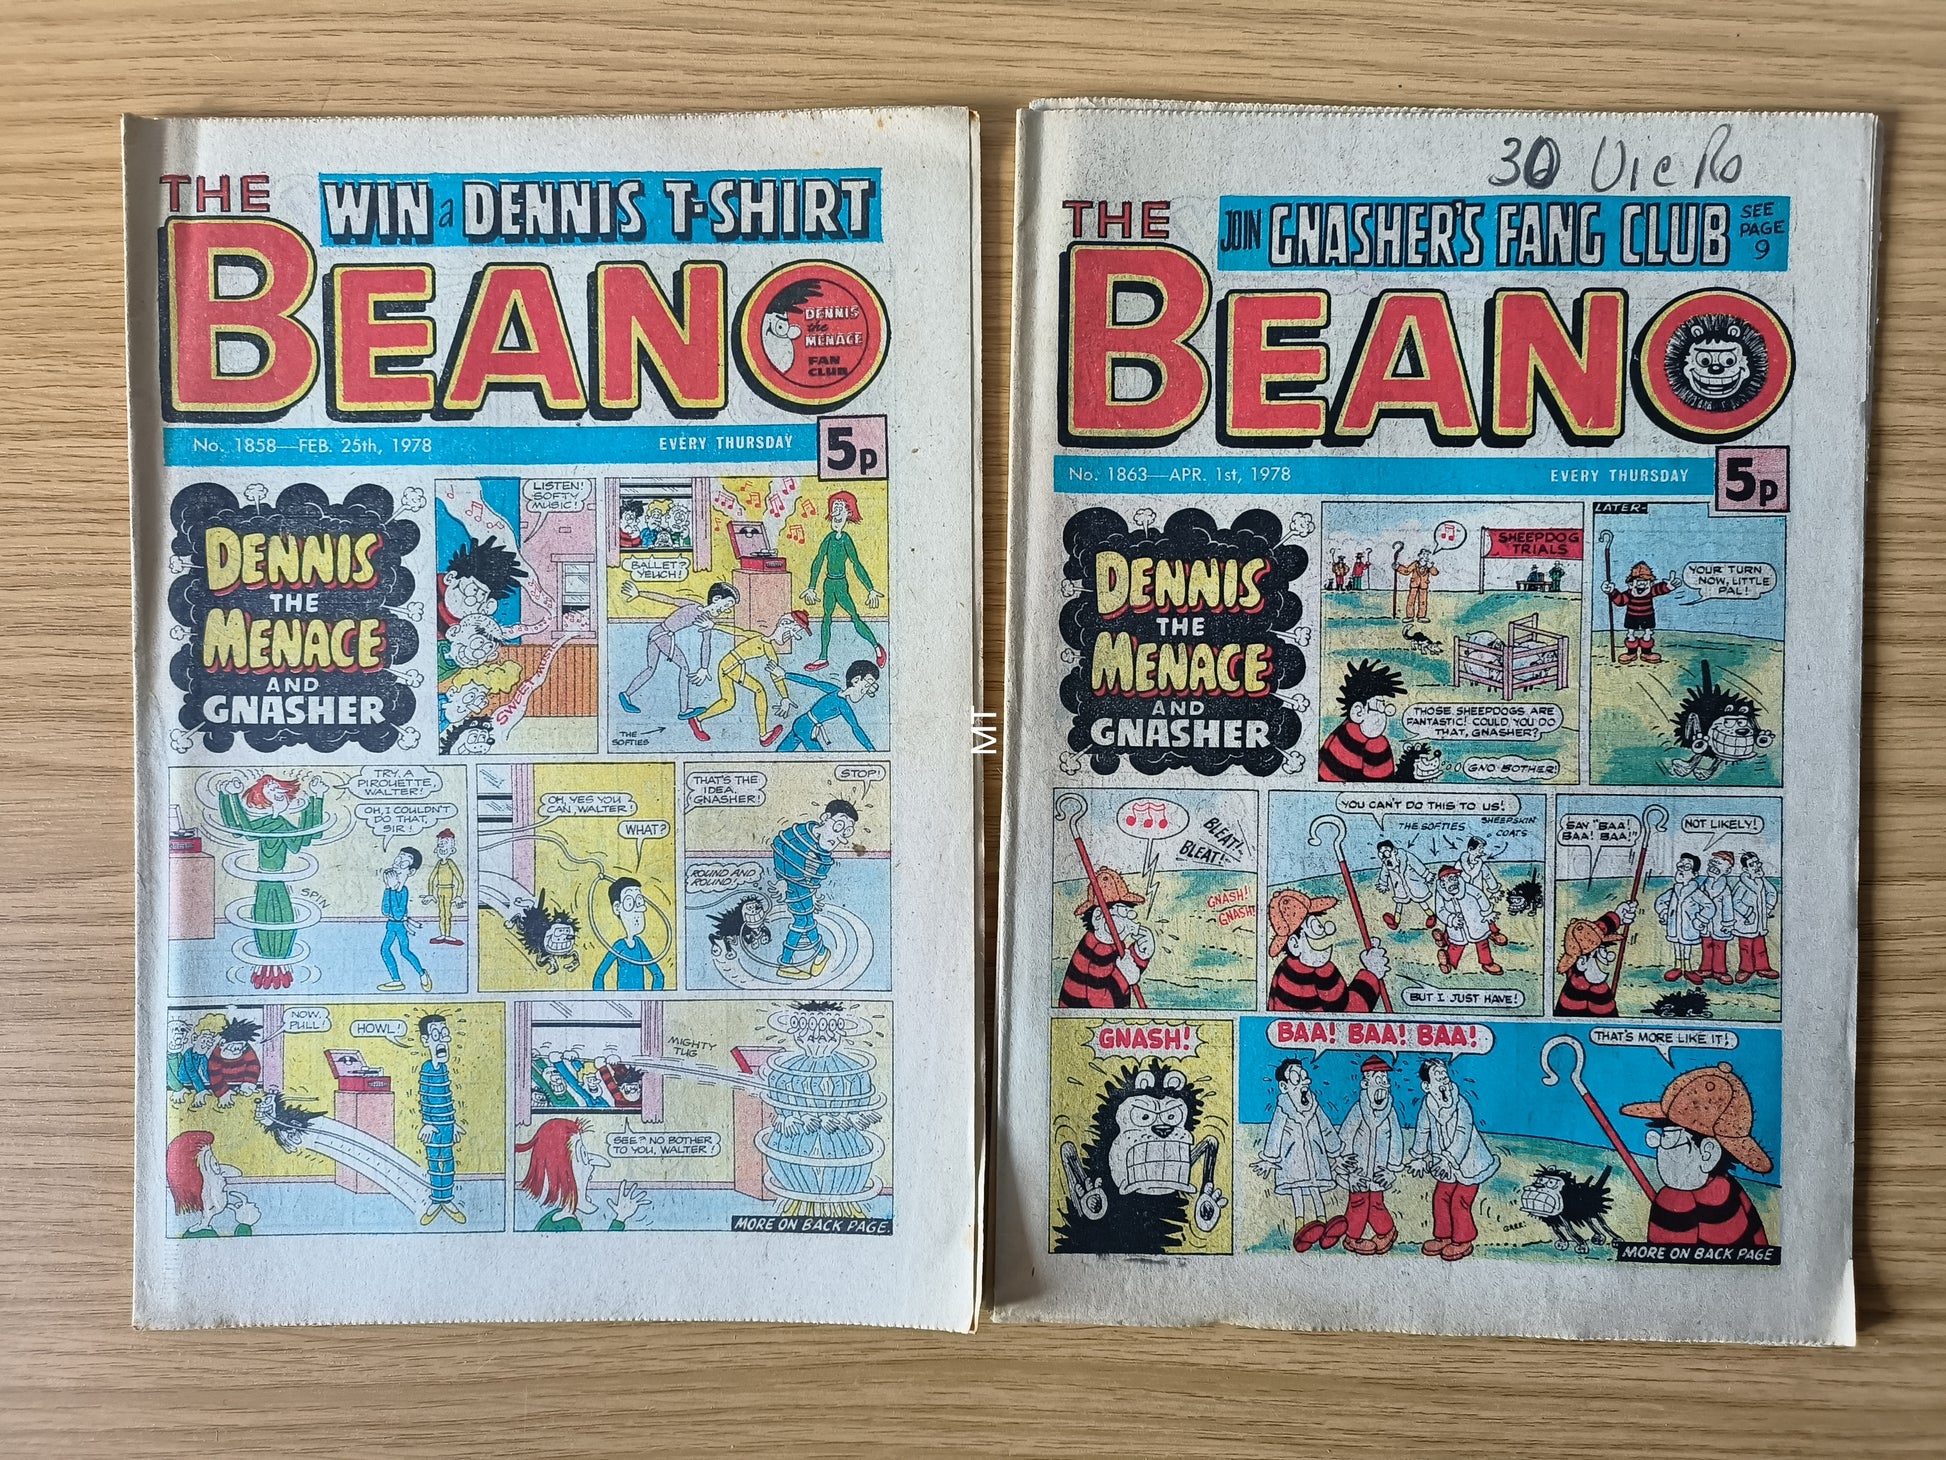 THE
WIN a DENNIS T-SHIRT
BEANO
DENNIS
the
MENACE
FAN
CLUB
No. 1858—FEB. 25th, 1978
EVERY THURSDAY
5p
DENNIS
THE
MENACE
AND
GNASHER
LISTEN!
SOFTY
MUSIC!
SWEET MUSIC
BALLET?
YEUCH!
THE
SOFTIES
TRY A
PIROUETTE,
WALTER!
OH, I COULDN'T
DO THAT,
SIR!
SPIN
OH, YES YOU
CAN, WALTER!
WHAT?
THAT'S THE
IDEA,
GNASHER!
STOP!
ROUND AND
ROUND!
NOW,
PULL!
HOWL!
MIGHTY
TUG
SEE? NO BOTHER
TO YOU, WALTER!
MORE ON BACK PAGE.
MT
30
THE
JOIN GNASHER'S FANG CLUB SEE
PAGE
9
BEANO
No. 1863—APR. 1st, 1978
EVERY THURSDAY
5p
DENNIS
THE
MENACE
AND
GNASHER
SHEEPDOG
TRIALS
THOSE SHEEPDOGS ARE
FANTASTIC! COULD YOU DO
THAT, GNASHER?
GNO BOTHER!
LATER-
YOUR TURN
NOW, LITTLE
PAL!
BLEAT!
BLEAT!
GNASH!
GNASH!
YOU CAN'T DO THIS TO US!
THE SOFTIES
SHEEPSKIN
COATS
BUT I JUST HAVE!
SAY "BAA!
BAA! BAA!"
NOT LIKELY!
GNASH!
BAA! BAA! BAA!
THAT'S MORE LIKE IT!
GRRR!
MORE ON BACK PAGE